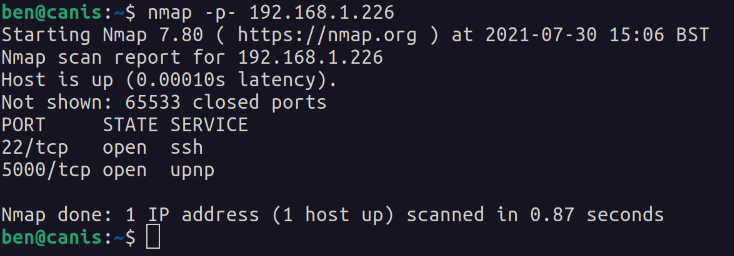 ben@canis:~$ nmap -p- 192.168.1.226
Starting Nmap 7.80 ( https://nmap.org ) at 2021-07-30 15:06 BST
Nmap scan report for 192.168.1.226
Host is up (0.00010s latency).
Not shown: 65533 closed ports
PORT     STATE SERVICE
22/tcp   open  ssh
5000/tcp open  upnp

Nmap done: 1 IP address (1 host up) scanned in 0.87 seconds
ben@canis:~$